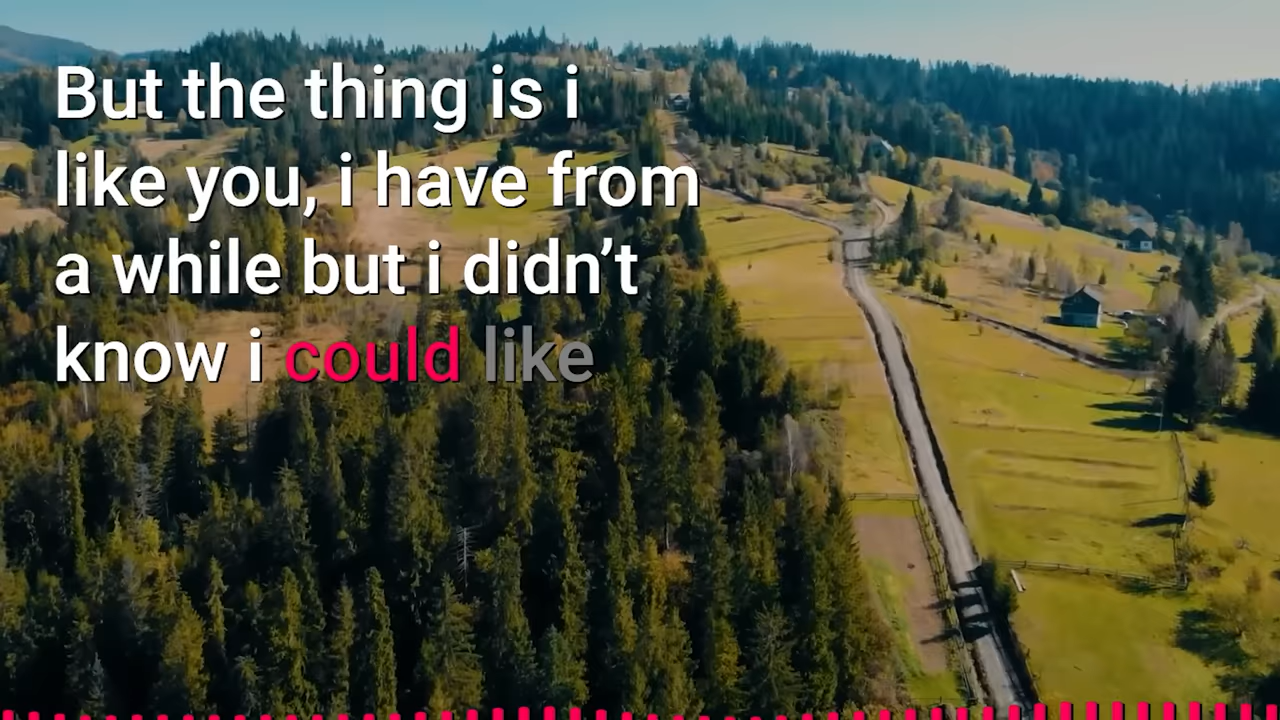 But the thing is i
like you, i have from
a while but i didn’t
know i could like